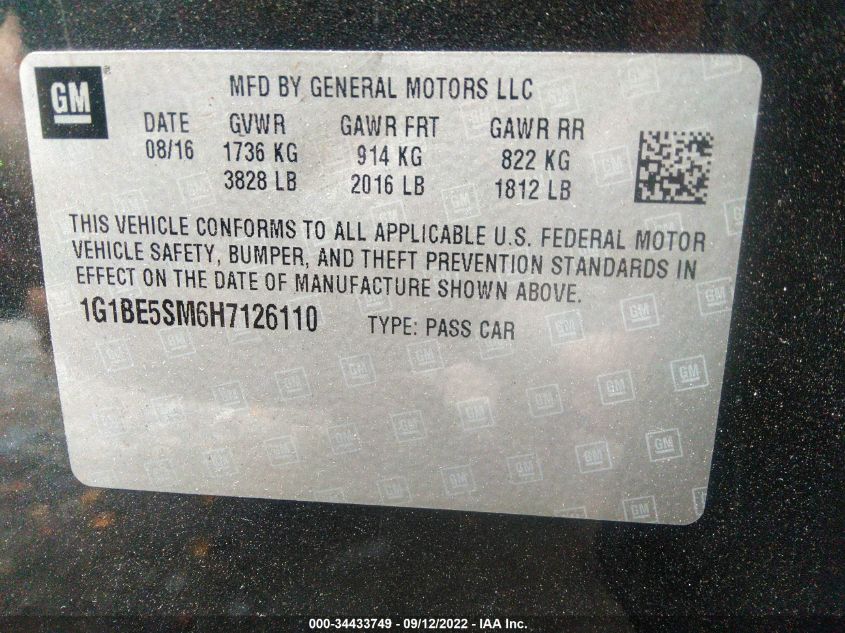 GM
MFD BY GENERAL MOTORS LLC
DATE GVWR GAWR FRT GAWR RR
08/16 1736 KG 914 KG 822 KG
3828 LB 2016 LB 1812 LB
THIS VEHICLE CONFORMS TO ALL APPLICABLE U.S. FEDERAL MOTOR
VEHICLE SAFETY, BUMPER, AND THEFT PREVENTION STANDARDS IN
EFFECT ON THE DATE OF MANUFACTURE SHOWN ABOVE.
1G1BE5SM6H7126110 TYPE: PASS CAR
000-34433749 - 09/12/2022 - IAA Inc.